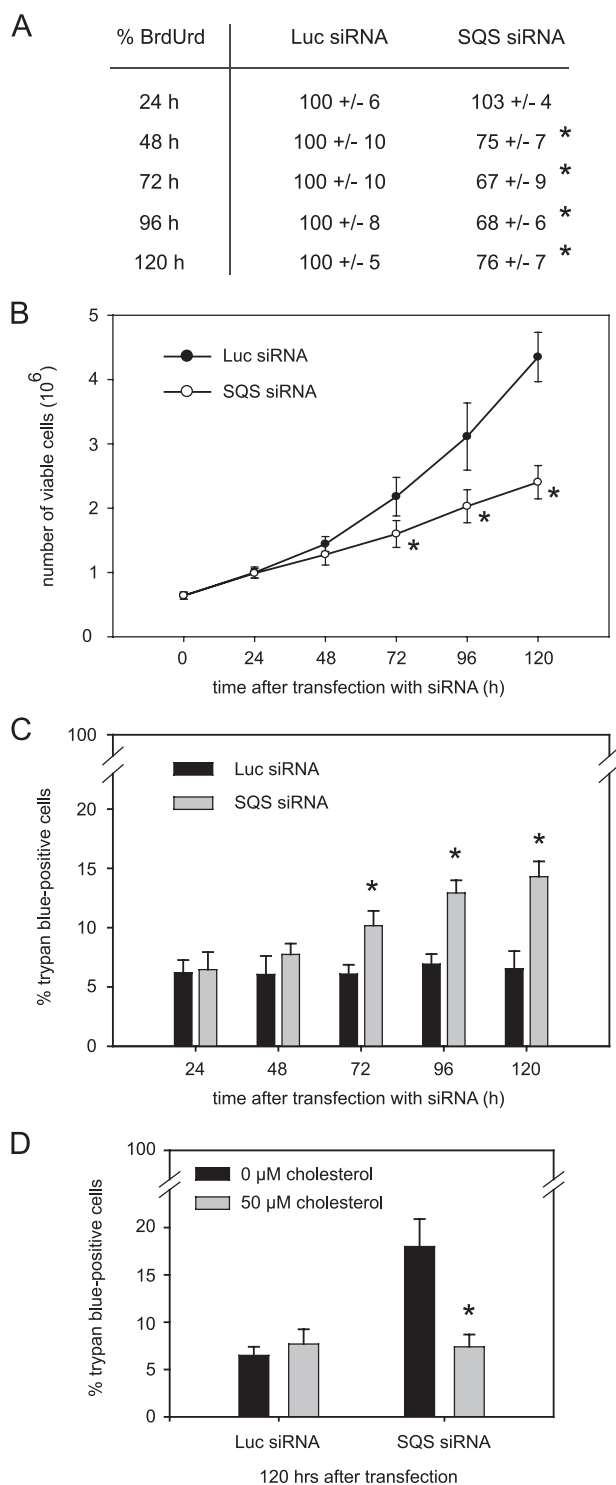 A
% BrdUrd Luc siRNA SQS siRNA
24 h 100 +/- 6 103 +/- 4
48 h 100 +/- 10 75 +/- 7 *
72 h 100 +/- 10 67 +/- 9 *
96 h 100 +/- 8 68 +/- 6 *
120 h 100 +/- 5 76 +/- 7 *
B
number of viable cells (10^6)
5
4
3
2
1
0
Luc siRNA
SQS siRNA
* * *
0 24 48 72 96 120
time after transfection with siRNA (h)
C
% trypan blue-positive cells
100
20
15
10
5
0
Luc siRNA
SQS siRNA
* * *
24 48 72 96 120
time after transfection with siRNA (h)
D
% trypan blue-positive cells
100
20
15
10
5
0
0 µM cholesterol
50 µM cholesterol
*
Luc siRNA SQS siRNA
120 hrs after transfection